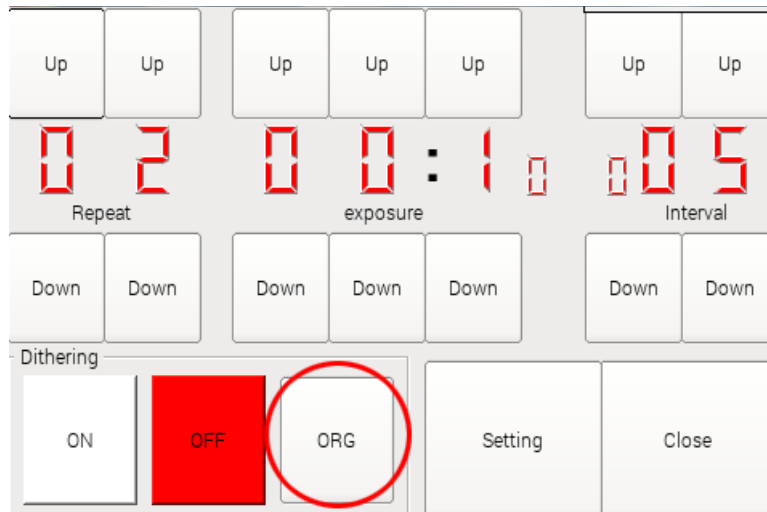 Up Up Up Up Up Up Up
02 00:10 005
Repeat exposure Interval
Down Down Down Down Down Down Down
Dithering
ON OFF ORG Setting Close